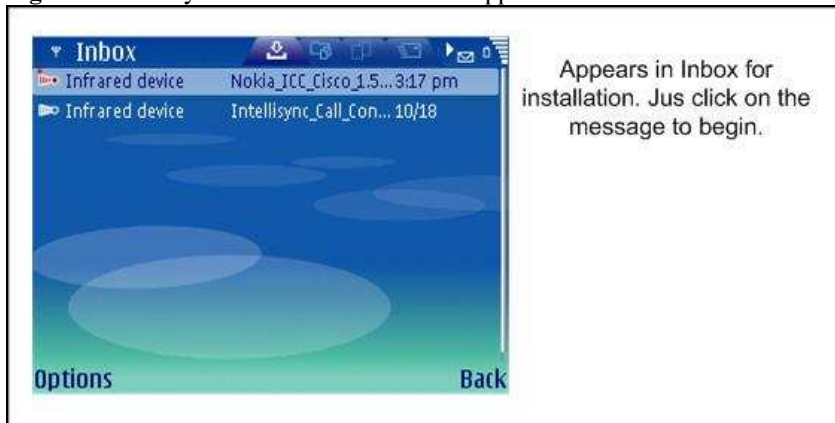 Inbox
Infrared device Nokia_ICC_Cisco_1.5... 3:17 pm
Infrared device Intellisync_Call_Con... 10/18
Options Back
Appears in Inbox for
installation. Jus click on the
message to begin.